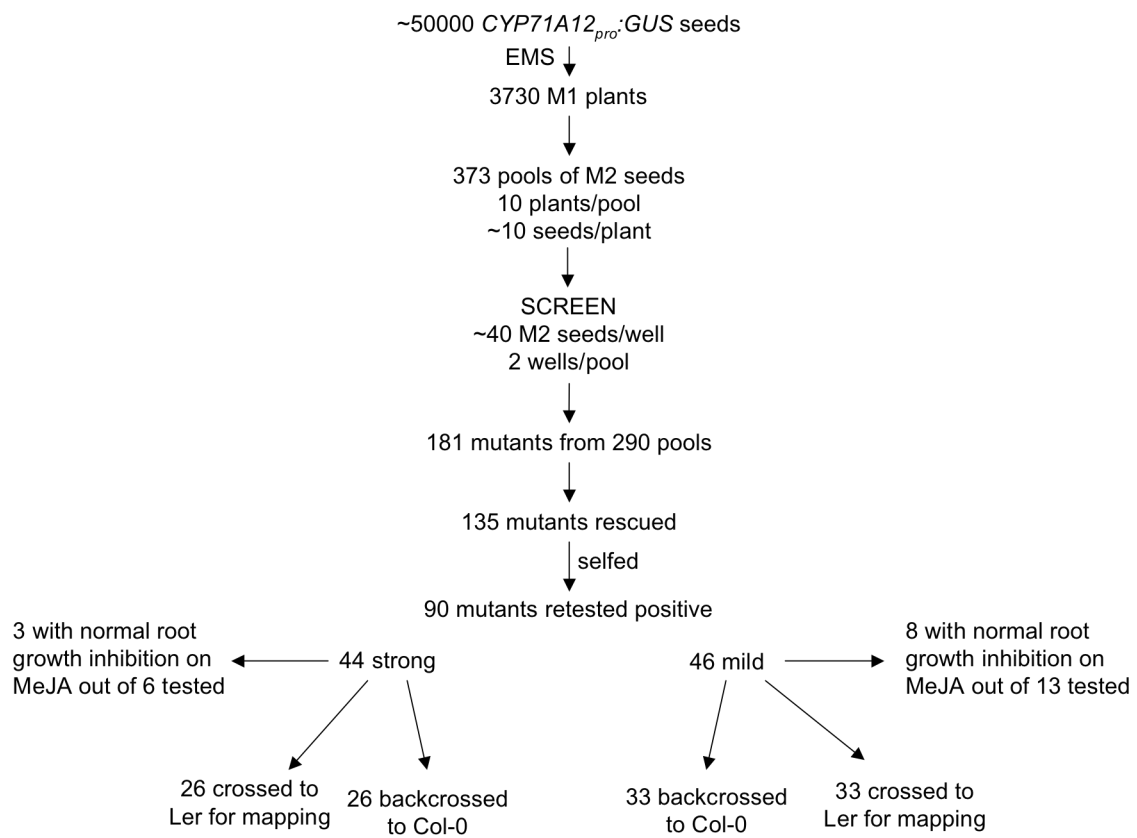 ~50000 CYP71A12pro:GUS seeds
EMS
3730 M1 plants
373 pools of M2 seeds
10 plants/pool
~10 seeds/plant
SCREEN
~40 M2 seeds/well
2 wells/pool
181 mutants from 290 pools
135 mutants rescued
selfed
90 mutants retested positive
3 with normal root
growth inhibition on
MeJA out of 6 tested
44 strong
46 mild
8 with normal root
growth inhibition on
MeJA out of 13 tested
26 crossed to
Ler for mapping
26 backcrossed
to Col-0
33 backcrossed
to Col-0
33 crossed to
Ler for mapping